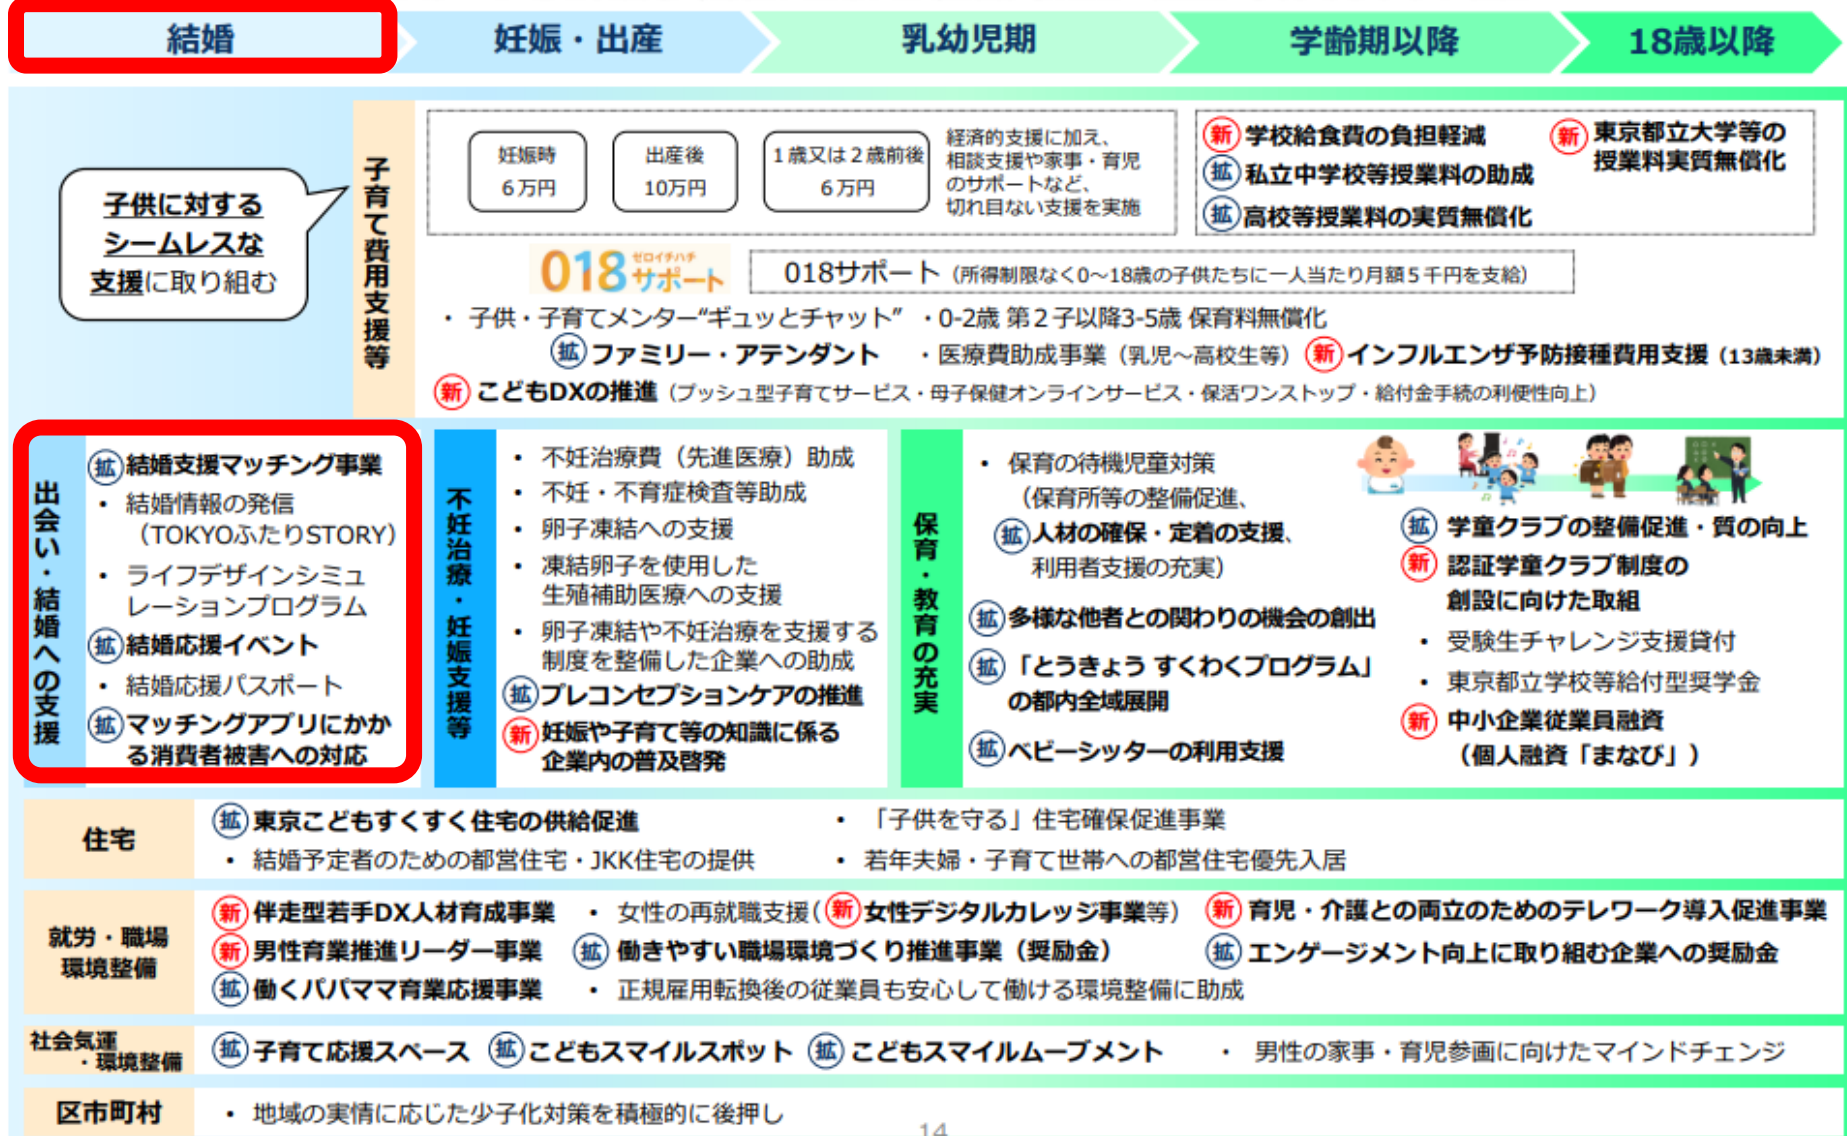 結婚
妊娠・出産
乳幼児期
学齢期以降
18歳以降
子供に対する
シームレスな
支援に取り組む
子育て費用支援等
妊娠時
6万円
出産後
10万円
1歳又は2歳前後
6万円
経済的支援に加え、
相談支援や家事・育児
のサポートなど、
切れ目ない支援を実施
新 学校給食費の負担軽減
拡 私立中学校等授業料の助成
拡 高校等授業料の実質無償化
新 東京都立大学等の
授業料実質無償化
018 ゼロイチハチ サポート
018サポート（所得制限なく0～18歳の子供たちに一人当たり月額5千円を支給）
・ 子供・子育てメンター“ギュッとチャット” ・0-2歳 第2子以降3-5歳 保育料無償化
拡 ファミリー・アテンダント ・医療費助成事業（乳児～高校生等） 新 インフルエンザ予防接種費用支援（13歳未満）
新 こどもDXの推進（プッシュ型子育てサービス・母子保健オンラインサービス・保活ワンストップ・給付金手続の利便性向上）
出会い・結婚への支援
拡 結婚支援マッチング事業
・ 結婚情報の発信
（TOKYOふたりSTORY）
・ ライフデザインシミュ
レーションプログラム
拡 結婚応援イベント
・ 結婚応援パスポート
拡 マッチングアプリにかか
る消費者被害への対応
不妊治療・妊娠支援等
・ 不妊治療費（先進医療）助成
・ 不妊・不育症検査等助成
・ 卵子凍結への支援
・ 凍結卵子を使用した
生殖補助医療への支援
・ 卵子凍結や不妊治療を支援する
制度を整備した企業への助成
拡 プレコンセプションケアの推進
新 妊娠や子育て等の知識に係る
企業内の普及啓発
保育・教育の充実
・ 保育の待機児童対策
（保育所等の整備促進、
拡 人材の確保・定着の支援、
利用者支援の充実）
拡 多様な他者との関わりの機会の創出
拡 「とうきょう すくわくプログラム」
の都内全域展開
拡 ベビーシッターの利用支援
拡 学童クラブの整備促進・質の向上
新 認証学童クラブ制度の
創設に向けた取組
・ 受験生チャレンジ支援貸付
・ 東京都立学校等給付型奨学金
新 中小企業従業員融資
（個人融資「まなび」）
住宅
拡 東京こどもすくすく住宅の供給促進 ・ 「子供を守る」住宅確保促進事業
・ 結婚予定者のための都営住宅・JKK住宅の提供 ・ 若年夫婦・子育て世帯への都営住宅優先入居
就労・職場
環境整備
新 伴走型若手DX人材育成事業 ・ 女性の再就職支援（新 女性デジタルカレッジ事業等） 新 育児・介護との両立のためのテレワーク導入促進事業
新 男性育業推進リーダー事業 拡 働きやすい職場環境づくり推進事業（奨励金） 拡 エンゲージメント向上に取り組む企業への奨励金
拡 働くパパママ育業応援事業 ・ 正規雇用転換後の従業員も安心して働ける環境整備に助成
社会気運
・環境整備
拡 子育て応援スペース 拡 こどもスマイルスポット 拡 こどもスマイルムーブメント ・ 男性の家事・育児参画に向けたマインドチェンジ
区市町村
・ 地域の実情に応じた少子化対策を積極的に後押し
14